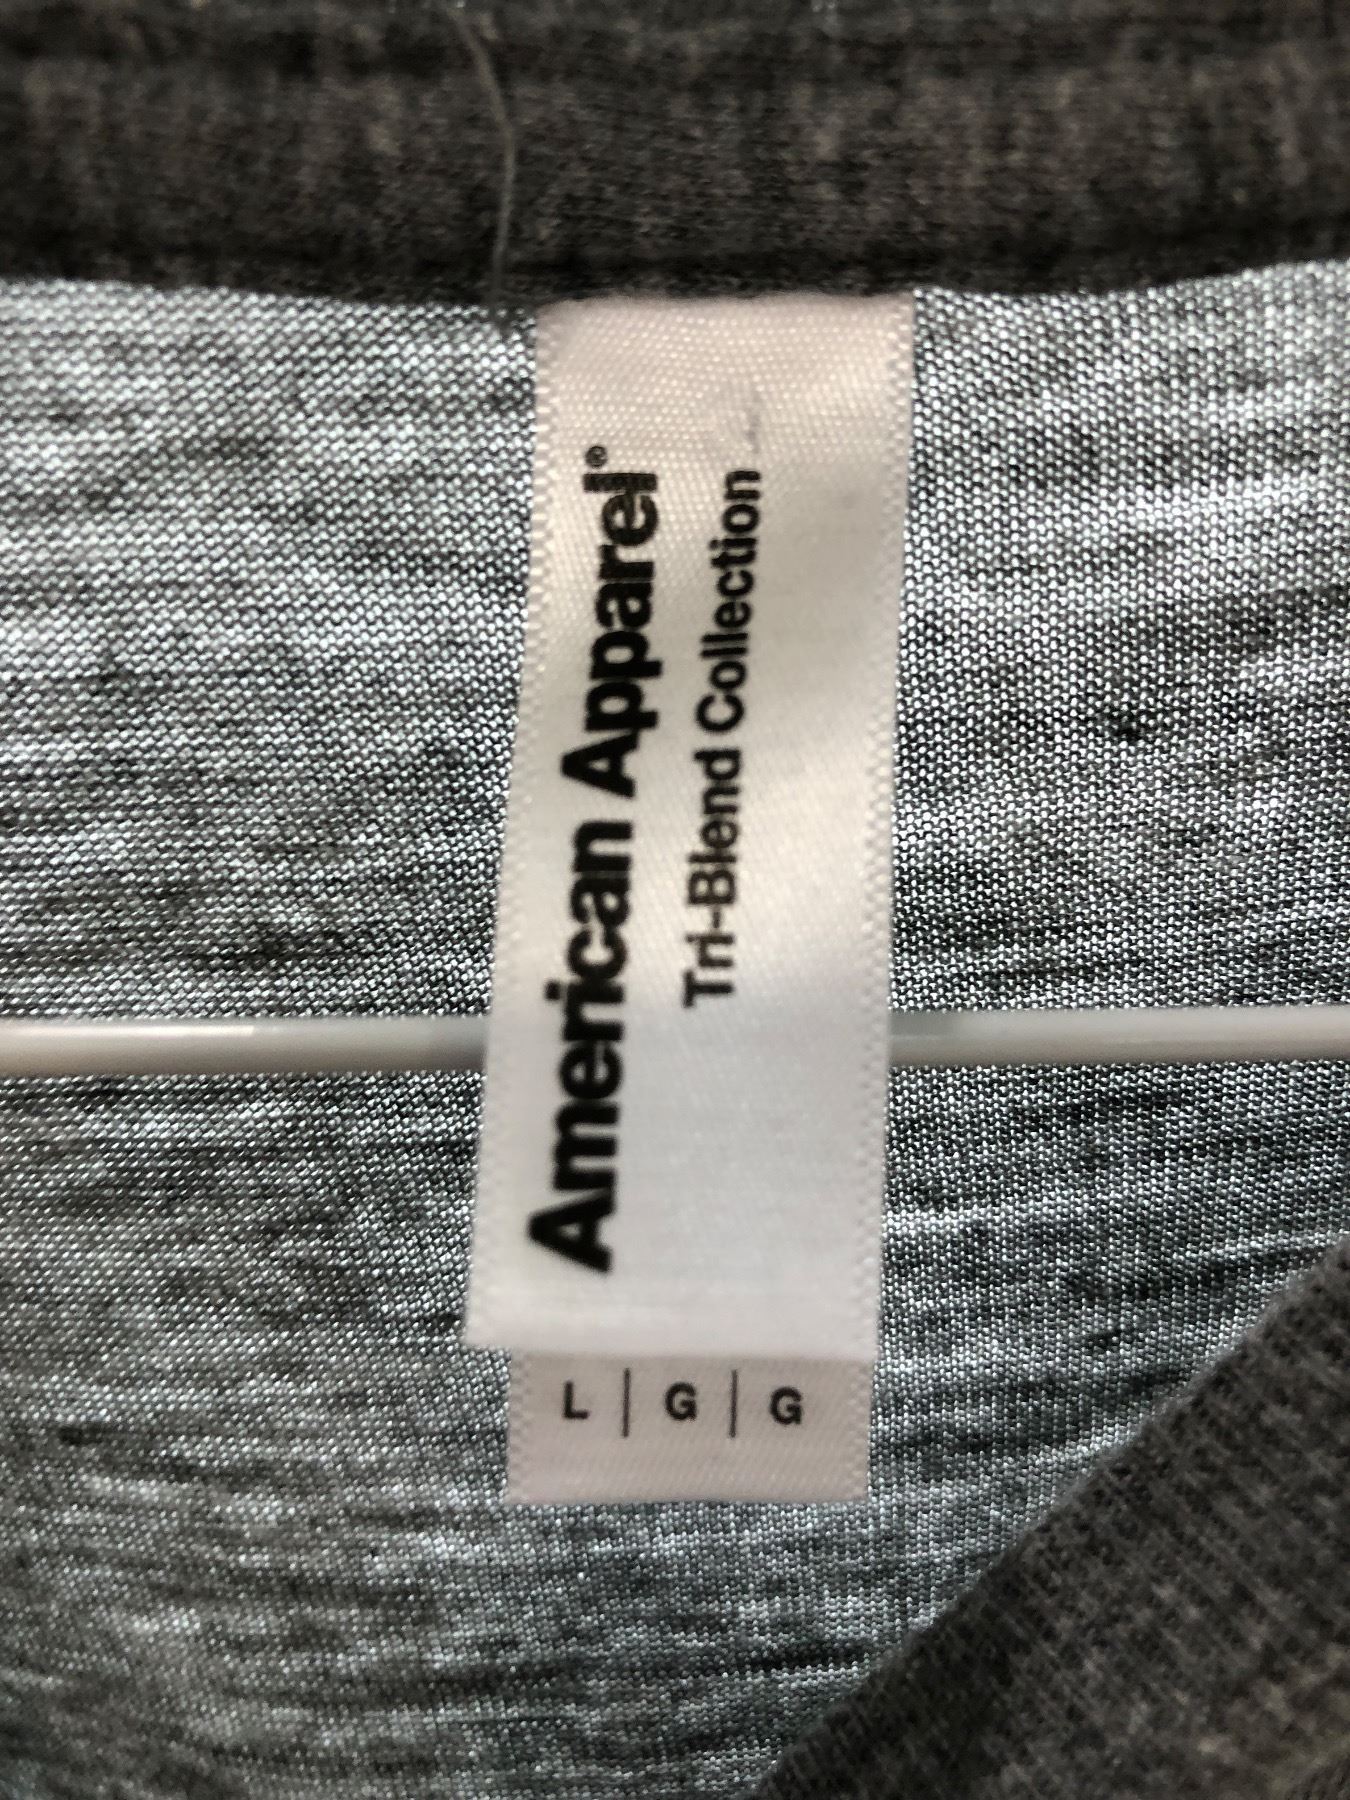 American Apparel®
Tri-Blend Collection
L | G | G